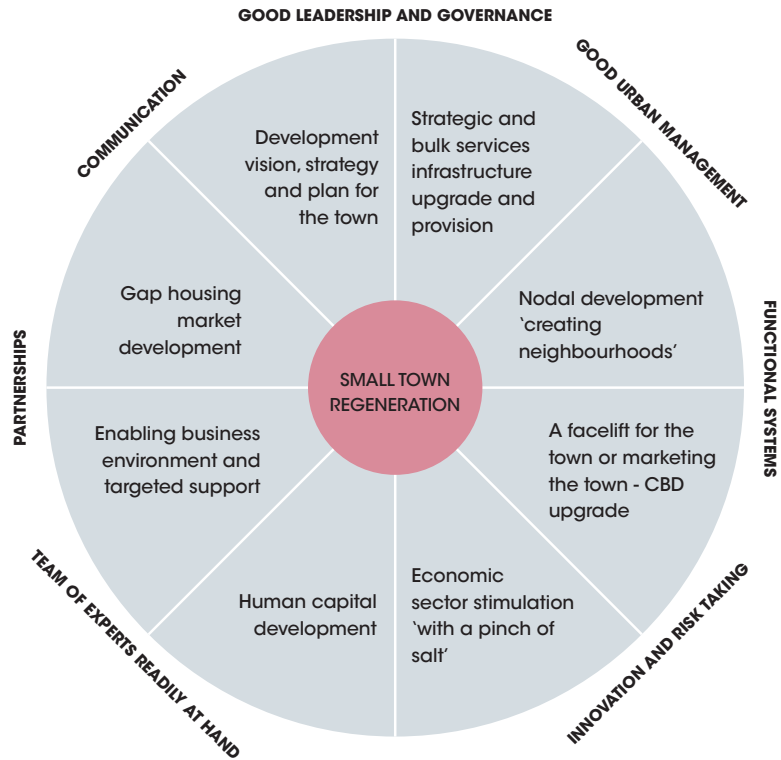 GOOD LEADERSHIP AND GOVERNANCE
GOOD URBAN MANAGEMENT
FUNCTIONAL SYSTEMS
INNOVATION AND RISK TAKING
TEAM OF EXPERTS READILY AT HAND
PARTNERSHIPS
COMMUNICATION
Strategic and
bulk services
infrastructure
upgrade and
provision
Nodal development
‘creating
neighbourhoods’
A facelift for the
town or marketing
the town - CBD
upgrade
Economic
sector stimulation
‘with a pinch of
salt’
Human capital
development
Enabling business
environment and
targeted support
Gap housing
market
development
Development
vision, strategy
and plan for
the town
SMALL TOWN
REGENERATION